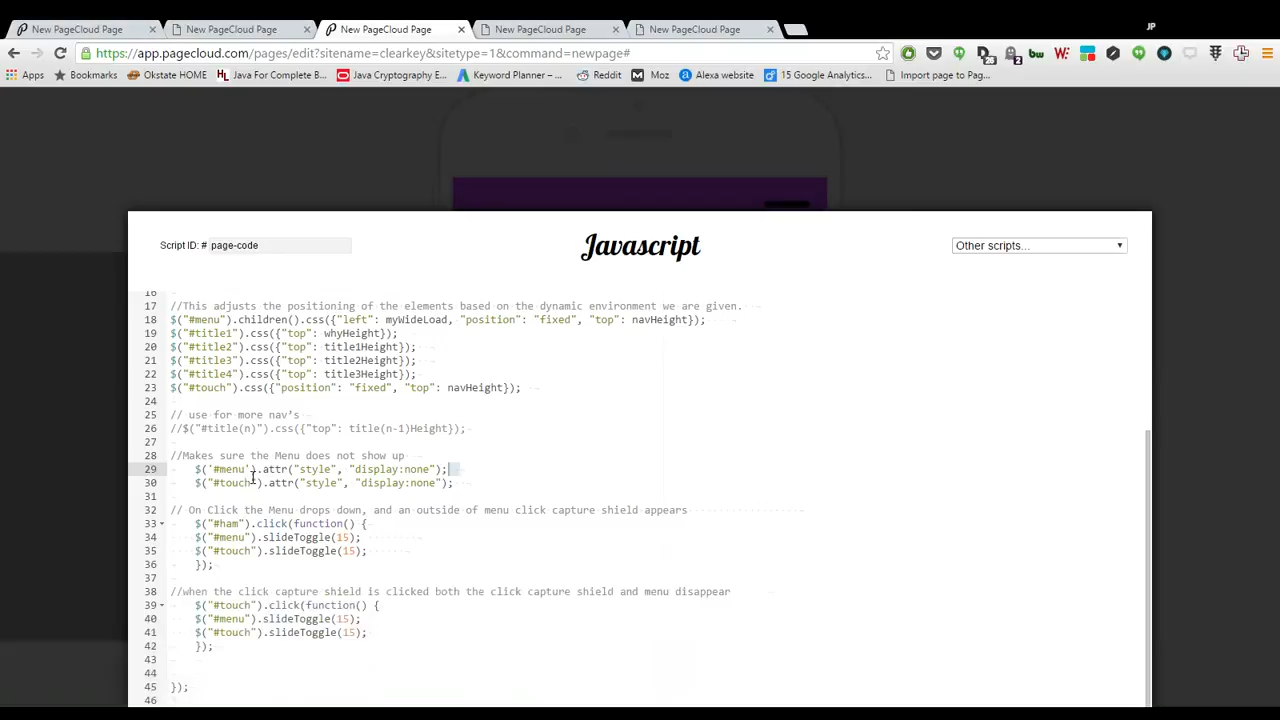 JP
New PageCloud Page × New PageCloud Page × New PageCloud Page × New PageCloud Page × New PageCloud Page ×
https://app.pagecloud.com/pages/edit?sitename=clearkey&sitetype=1&command=newpage#
Apps Bookmarks Okstate HOME Java For Complete B... Java Cryptography E... Keyword Planner – ... Reddit Moz Alexa website 15 Google Analytics... Import page to Pag...
Script ID: # page-code
Javascript
Other scripts...
16
17 //This adjusts the positioning of the elements based on the dynamic environment we are given.
18 $("#menu").children().css({"left": myWideLoad, "position": "fixed", "top": navHeight});
19 $("#title1").css({"top": whyHeight});
20 $("#title2").css({"top": title1Height});
21 $("#title3").css({"top": title2Height});
22 $("#title4").css({"top": title3Height});
23 $("#touch").css({"position": "fixed", "top": navHeight});
24
25 // use for more nav’s
26 //$("#title(n)").css({"top": title(n-1)Height});
27
28 //Makes sure the Menu does not show up
29 $('#menu').attr("style", "display:none");
30 $("#touch").attr("style", "display:none");
31
32 // On Click the Menu drops down, and an outside of menu click capture shield appears
33 $("#ham").click(function() {
34 $("#menu").slideToggle(15);
35 $("#touch").slideToggle(15);
36 });
37
38 //when the click capture shield is clicked both the click capture shield and menu disappear
39 $("#touch").click(function() {
40 $("#menu").slideToggle(15);
41 $("#touch").slideToggle(15);
42 });
43
44
45 });
46